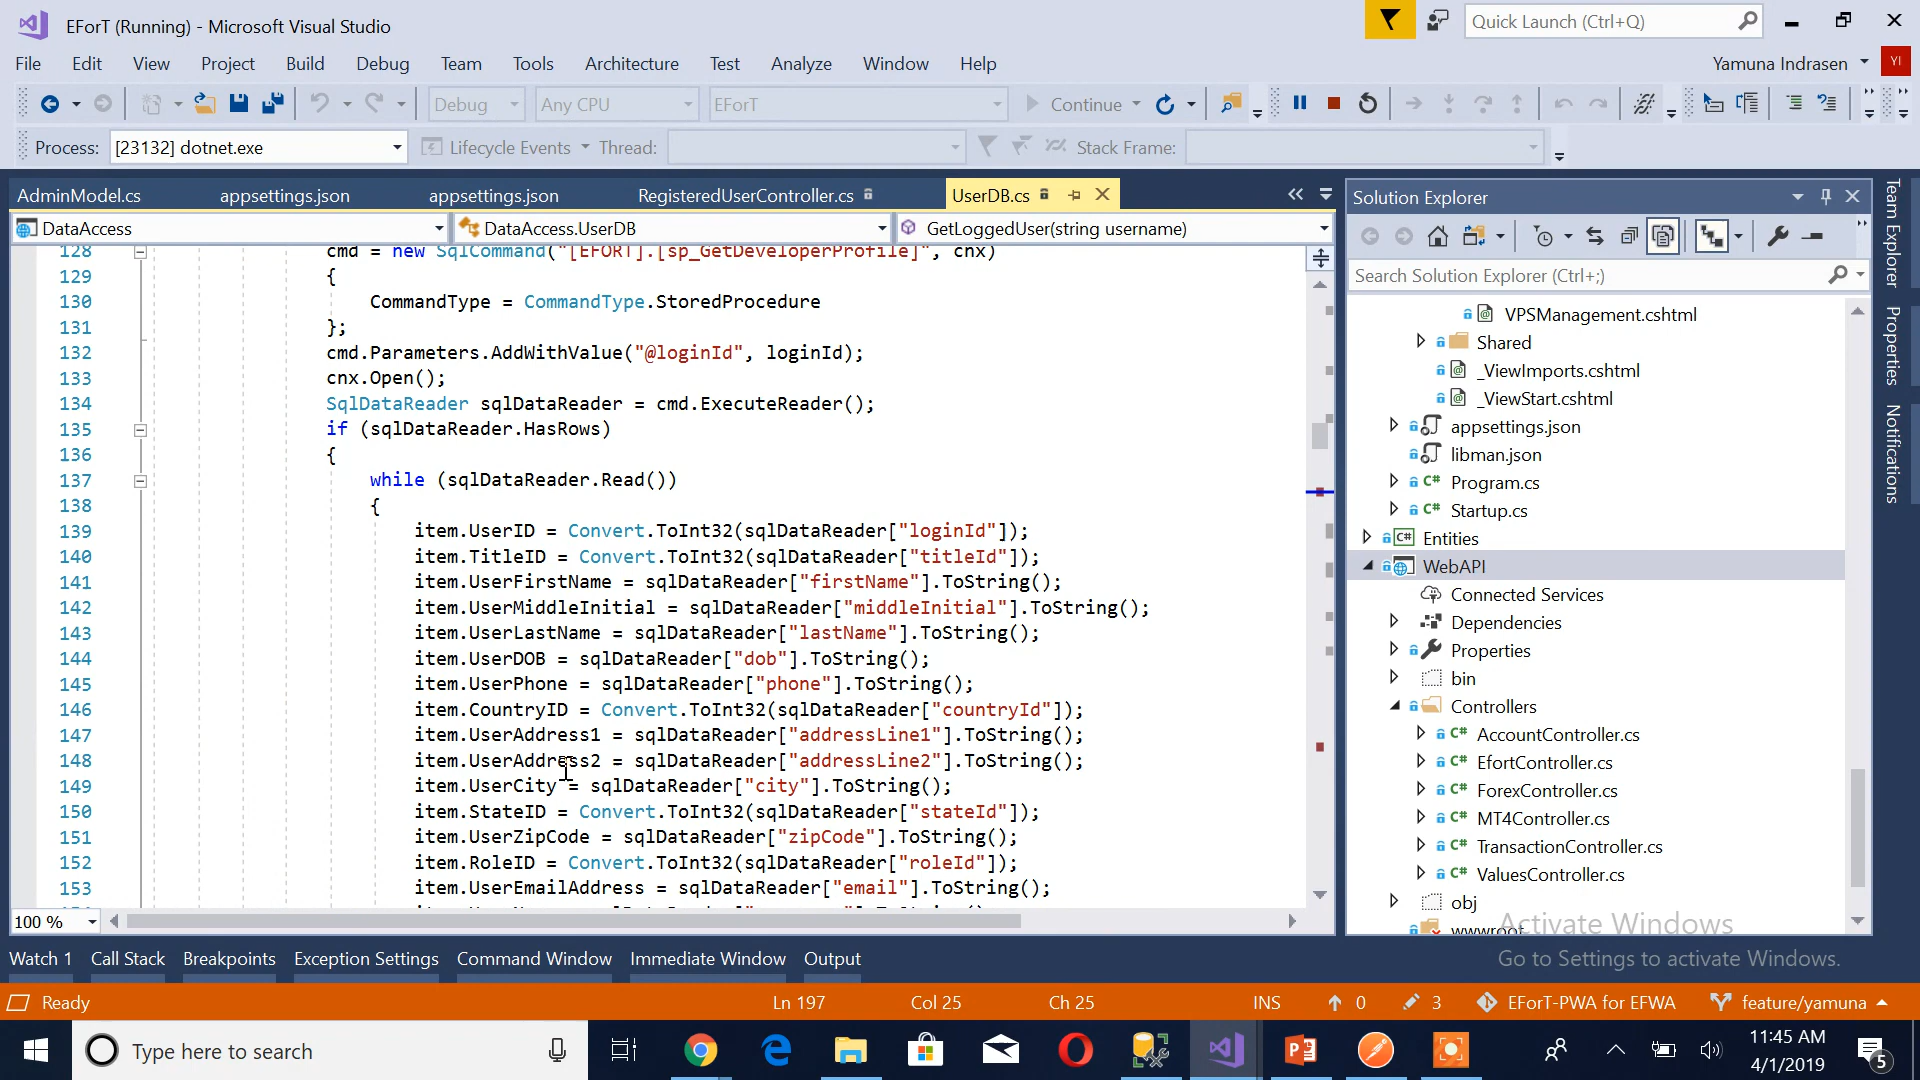 EForT (Running) - Microsoft Visual Studio
Quick Launch (Ctrl+Q)
File Edit View Project Build Debug Team Tools Architecture Test Analyze Window Help
Yamuna Indrasen YI
Debug Any CPU EForT Continue
Process: [23132] dotnet.exe Lifecycle Events Thread: Stack Frame:
AdminModel.cs appsettings.json appsettings.json RegisteredUserController.cs UserDB.cs
DataAccess DataAccess.UserDB GetLoggedUser(string username)
128 cmd = new SqlCommand("[EFORT].[sp_GetDeveloperProfile]", cnx)
129 {
130 CommandType = CommandType.StoredProcedure
131 };
132 cmd.Parameters.AddWithValue("@loginId", loginId);
133 cnx.Open();
134 SqlDataReader sqlDataReader = cmd.ExecuteReader();
135 if (sqlDataReader.HasRows)
136 {
137 while (sqlDataReader.Read())
138 {
139 item.UserID = Convert.ToInt32(sqlDataReader["loginId"]);
140 item.TitleID = Convert.ToInt32(sqlDataReader["titleId"]);
141 item.UserFirstName = sqlDataReader["firstName"].ToString();
142 item.UserMiddleInitial = sqlDataReader["middleInitial"].ToString();
143 item.UserLastName = sqlDataReader["lastName"].ToString();
144 item.UserDOB = sqlDataReader["dob"].ToString();
145 item.UserPhone = sqlDataReader["phone"].ToString();
146 item.CountryID = Convert.ToInt32(sqlDataReader["countryId"]);
147 item.UserAddress1 = sqlDataReader["addressLine1"].ToString();
148 item.UserAddress2 = sqlDataReader["addressLine2"].ToString();
149 item.UserCity = sqlDataReader["city"].ToString();
150 item.StateID = Convert.ToInt32(sqlDataReader["stateId"]);
151 item.UserZipCode = sqlDataReader["zipCode"].ToString();
152 item.RoleID = Convert.ToInt32(sqlDataReader["roleId"]);
153 item.UserEmailAddress = sqlDataReader["email"].ToString();
100 %
Solution Explorer
Search Solution Explorer (Ctrl+;)
VPSManagement.cshtml
Shared
_ViewImports.cshtml
_ViewStart.cshtml
appsettings.json
libman.json
C# Program.cs
C# Startup.cs
C# Entities
WebAPI
Connected Services
Dependencies
Properties
bin
Controllers
C# AccountController.cs
C# EfortController.cs
C# ForexController.cs
C# MT4Controller.cs
C# TransactionController.cs
C# ValuesController.cs
obj
wwwroot
Team Explorer
Properties
Notifications
Activate Windows
Go to Settings to activate Windows.
Watch 1 Call Stack Breakpoints Exception Settings Command Window Immediate Window Output
Ready Ln 197 Col 25 Ch 25 INS 0 3 EForT-PWA for EFWA feature/yamuna
Type here to search
11:45 AM
4/1/2019
5